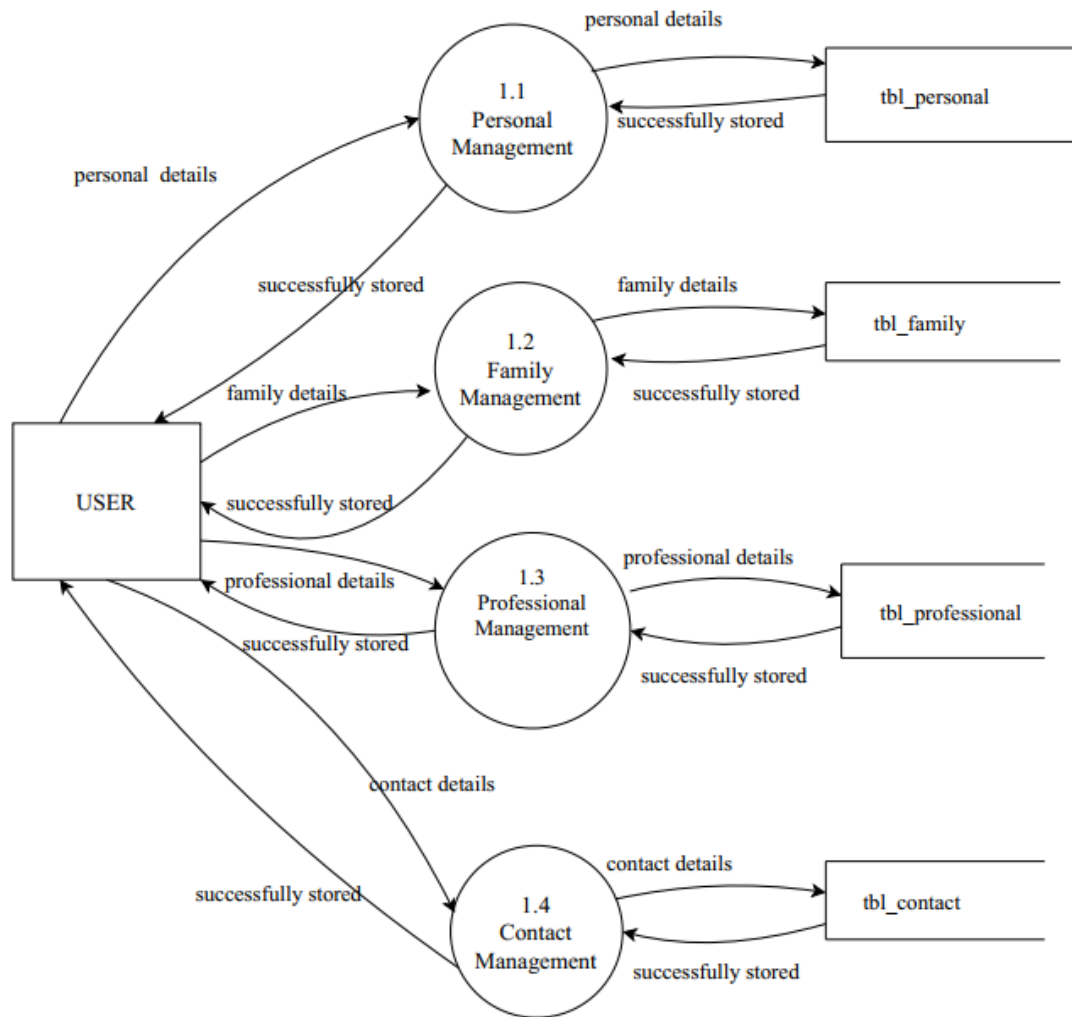 personal details
1.1
Personal
Management
tbl_personal
successfully stored
personal  details
successfully stored
family details
1.2
Family
Management
tbl_family
successfully stored
family details
USER
successfully stored
professional details
1.3
Professional
Management
tbl_professional
professional details
successfully stored
successfully stored
contact details
contact details
1.4
Contact
Management
tbl_contact
successfully stored
successfully stored